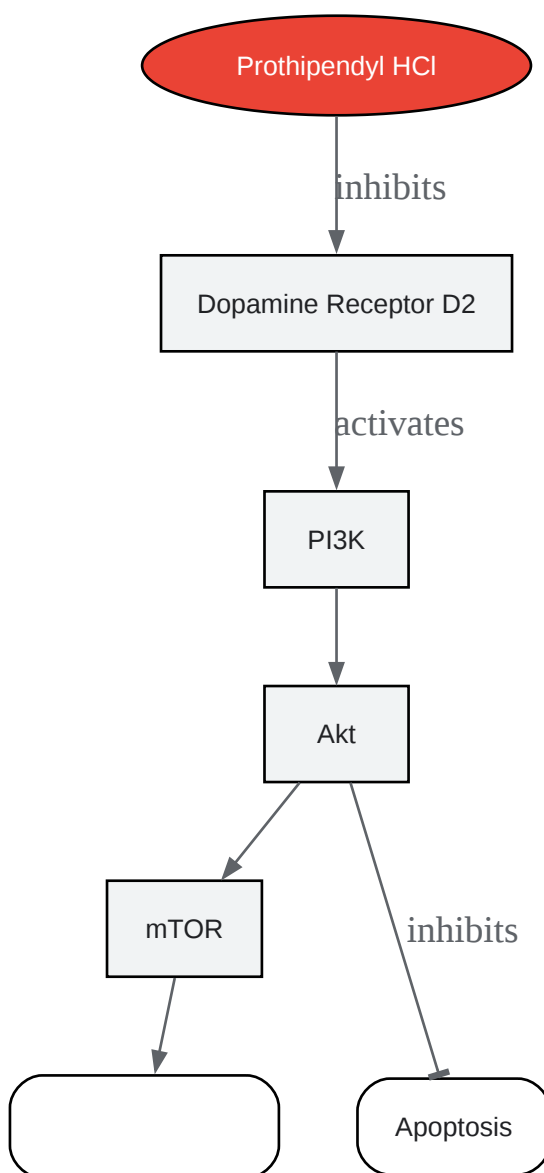 Prothipendyl HCl
inhibits
Dopamine Receptor D2
activates
PI3K
Akt
mTOR
inhibits
Apoptosis